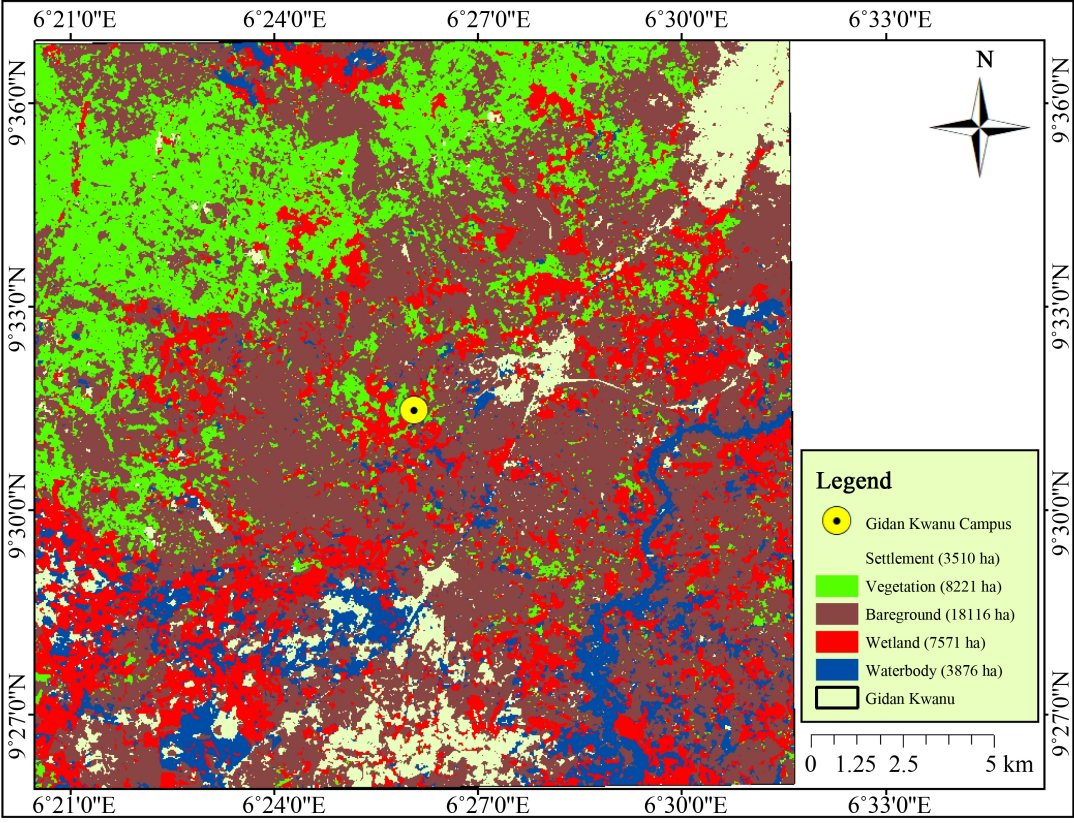 6°21'0"E 6°24'0"E 6°27'0"E 6°30'0"E 6°33'0"E
N
9°36'0"N 9°36'0"N
9°33'0"N 9°33'0"N
Legend
Gidan Kwanu Campus
9°30'0"N 9°30'0"N
Settlement (3510 ha)
Vegetation (8221 ha)
Bareground (18116 ha)
Wetland (7571 ha)
Waterbody (3876 ha)
Gidan Kwanu
9°27'0"N 9°27'0"N
0 1.25 2.5 5 km
6°21'0"E 6°24'0"E 6°27'0"E 6°30'0"E 6°33'0"E